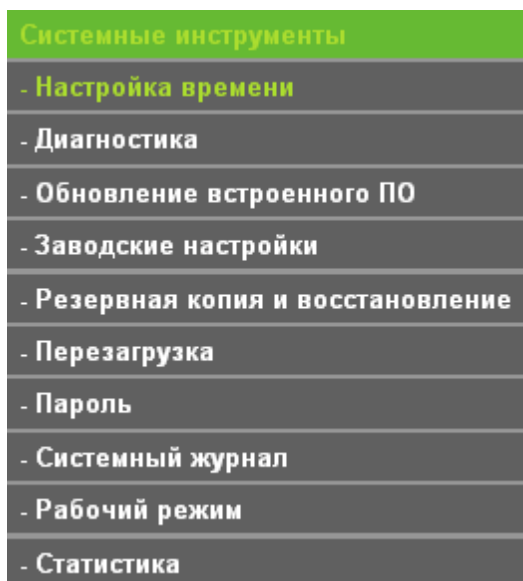 Системные инструменты
- Настройка времени
- Диагностика
- Обновление встроенного ПО
- Заводские настройки
- Резервная копия и восстановление
- Перезагрузка
- Пароль
- Системный журнал
- Рабочий режим
- Статистика